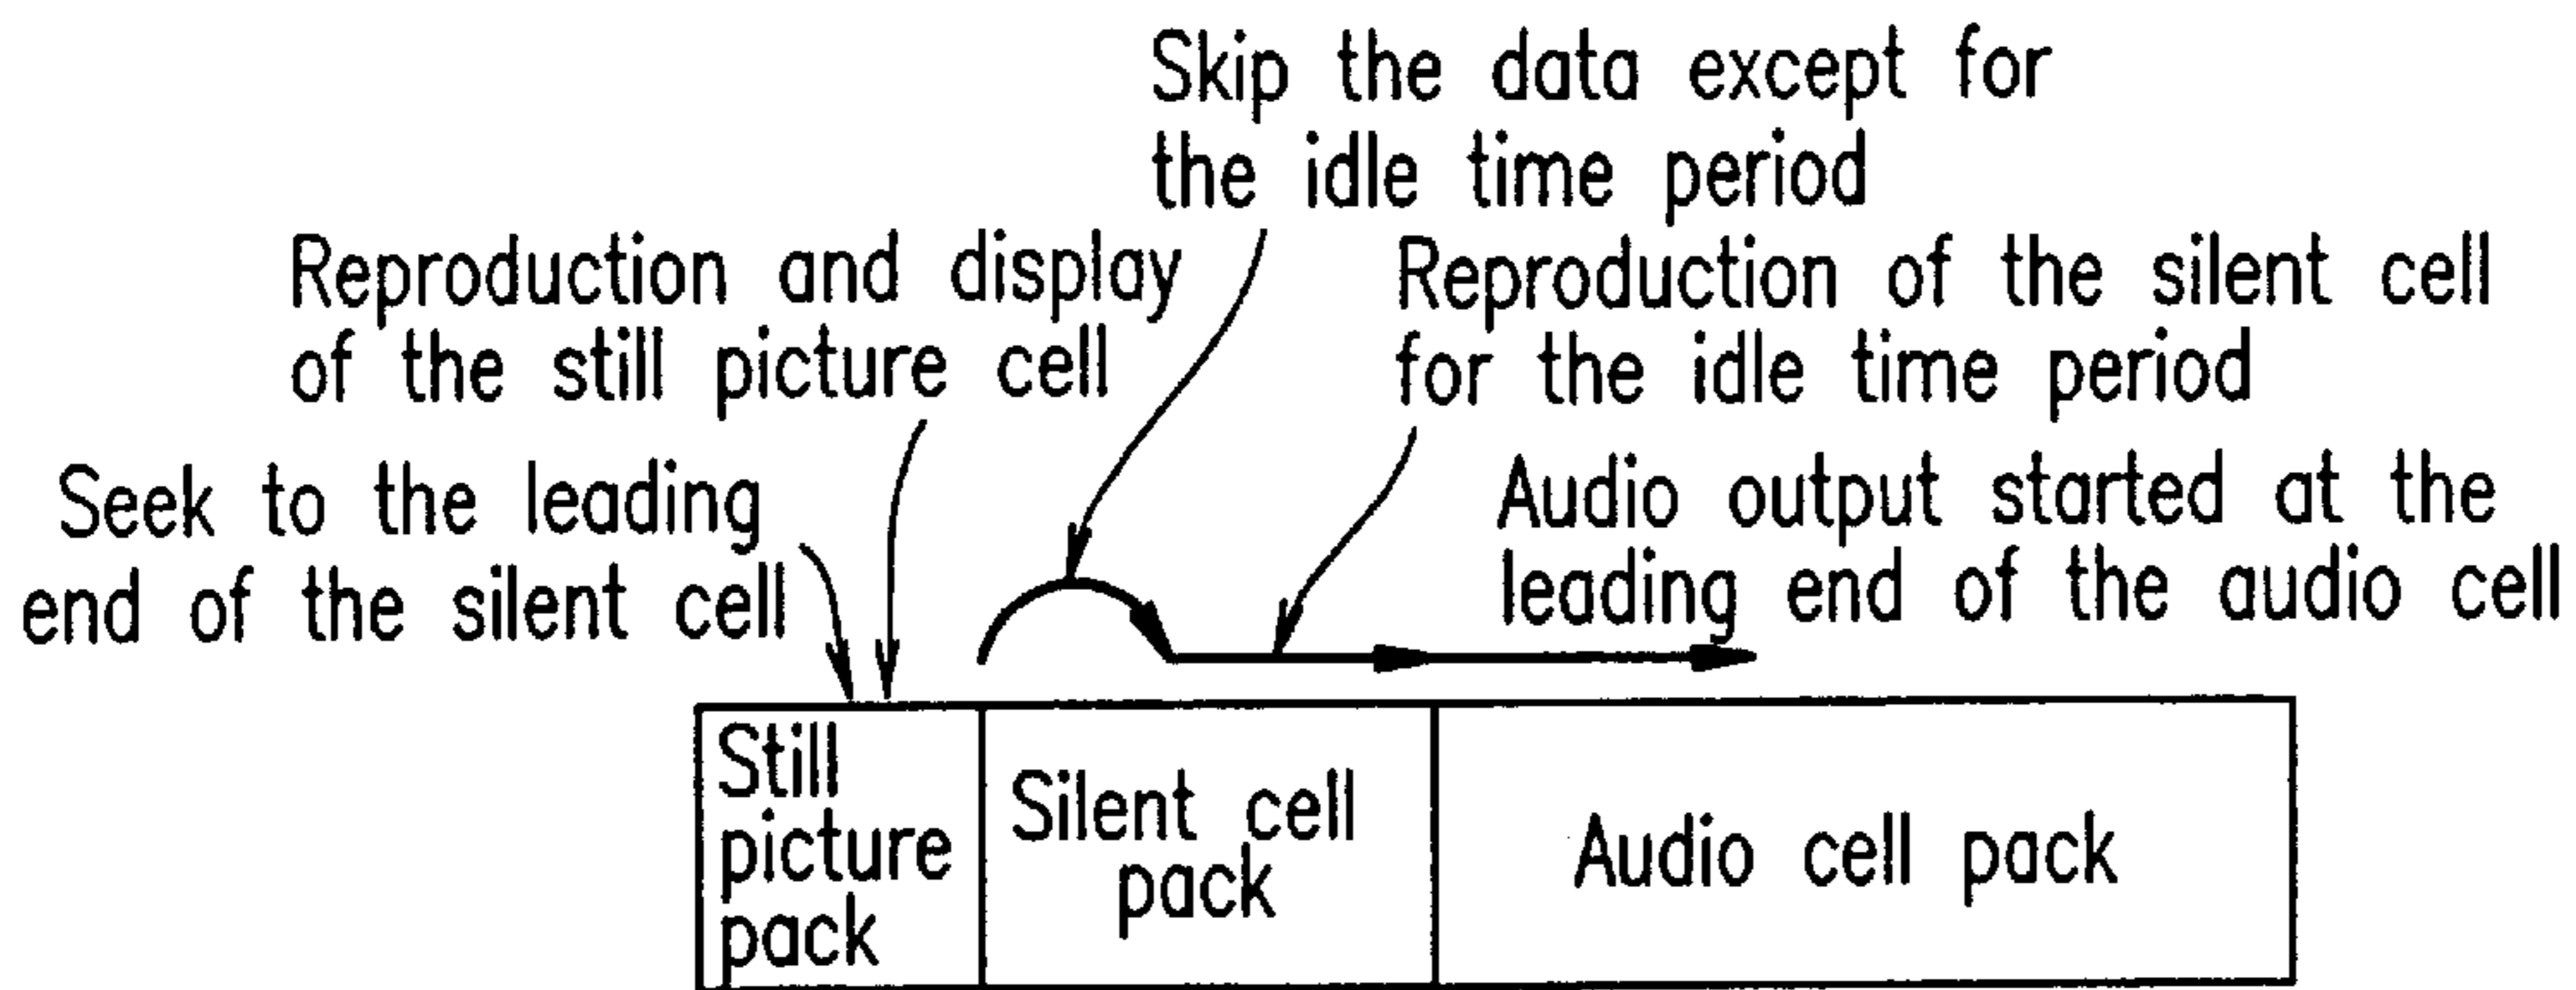 Skip the data except for
the idle time period
Reproduction and display
of the still picture cell
Reproduction of the silent cell
for the idle time period
Seek to the leading
end of the silent cell
Audio output started at the
leading end of the audio cell
Still
picture
pack
Silent cell
pack
Audio cell pack